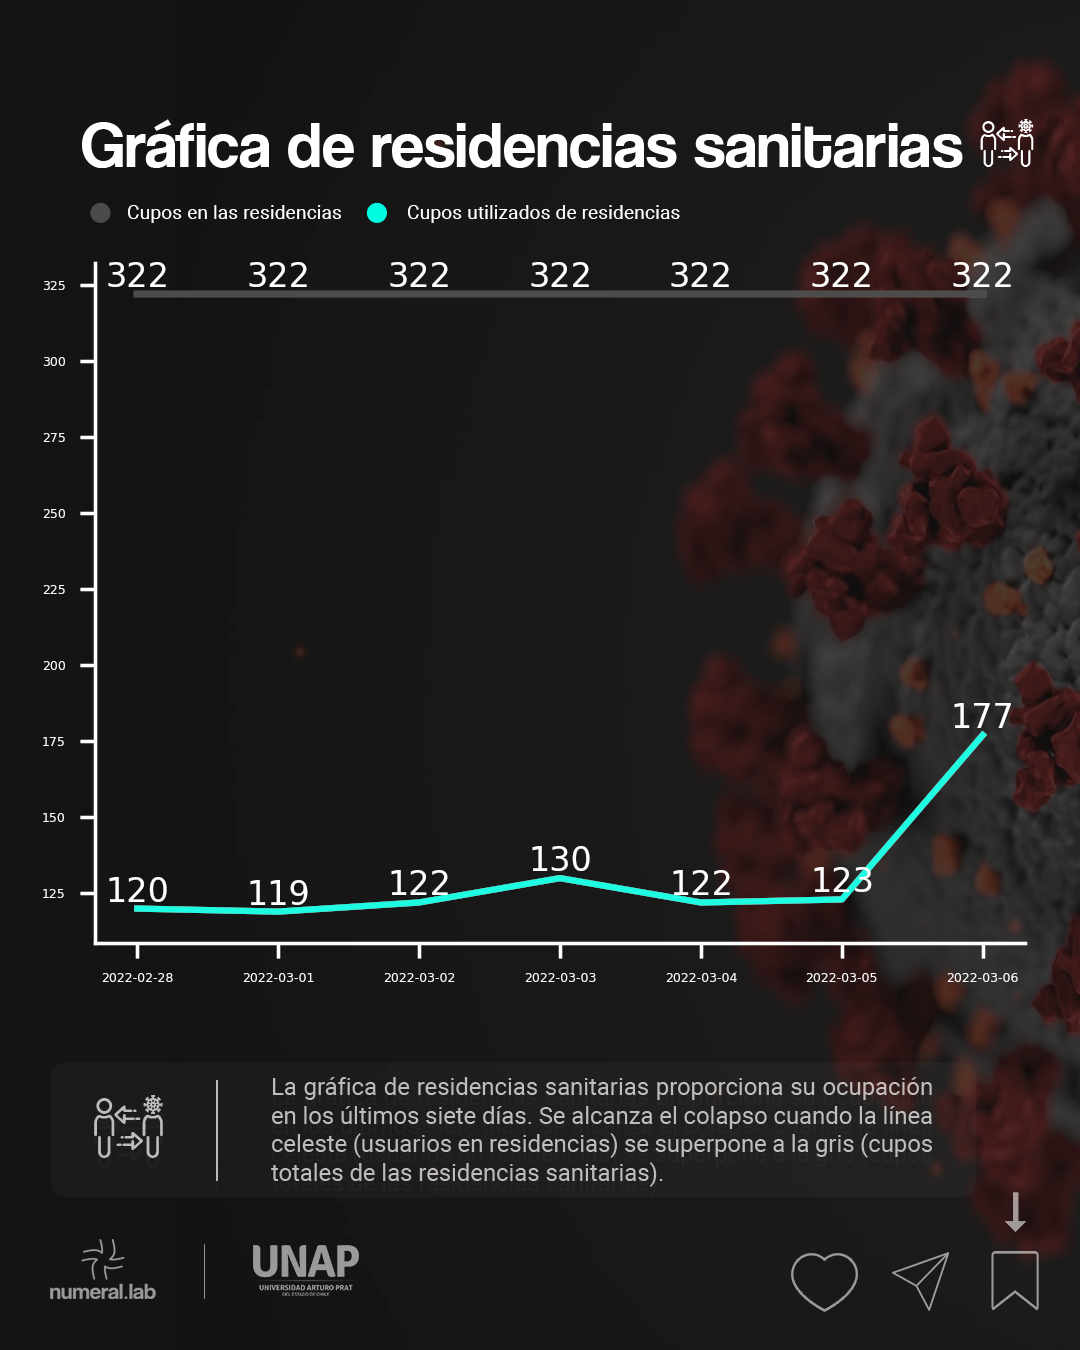 Gráfica de residencias sanitarias
Cupos en las residencias
Cupos utilizados de residencias
322 322 322 322 322 322 322
325
300
275
250
225
200
175
150
125
120 119 122 130 122 123 177
2022-02-28 2022-03-01 2022-03-02 2022-03-03 2022-03-04 2022-03-05 2022-03-06
La gráfica de residencias sanitarias proporciona su ocupación
en los últimos siete días. Se alcanza el colapso cuando la línea
celeste (usuarios en residencias) se superpone a la gris (cupos
totales de las residencias sanitarias).
numeral.lab
UNAP
UNIVERSIDAD ARTURO PRAT
DEL ESTADO DE CHILE